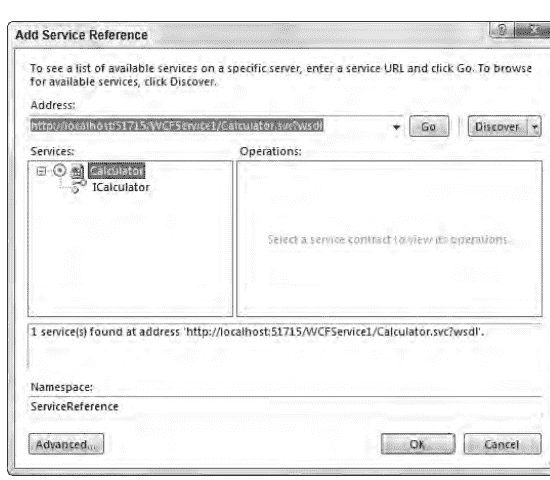 Add Service Reference
To see a list of available services on a specific server, enter a service URL and click Go. To browse
for available services, click Discover.
Address:
http://localhost:51715/WCFService1/Calculator.svc?wsdl
Go
Discover
Services:
Operations:
Calculator
ICalculator
Select a service contract to view its operations.
1 service(s) found at address 'http://localhost:51715/WCFService1/Calculator.svc?wsdl'.
Namespace:
ServiceReference
Advanced...
OK
Cancel